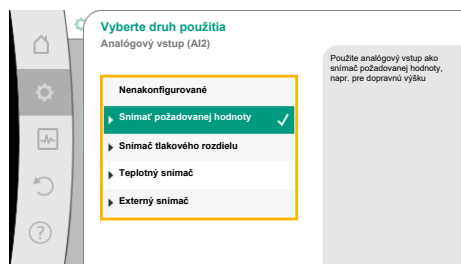 Vyberte druh použitia
Analógový vstup (AI2)
Nenakonfigurované
Snímať požadovanej hodnoty
Snímač tlakového rozdielu
Teplotný snímač
Externý snímač
Použite analógový vstup ako
snímač požadovanej hodnoty,
napr. pre dopravnú výšku
?